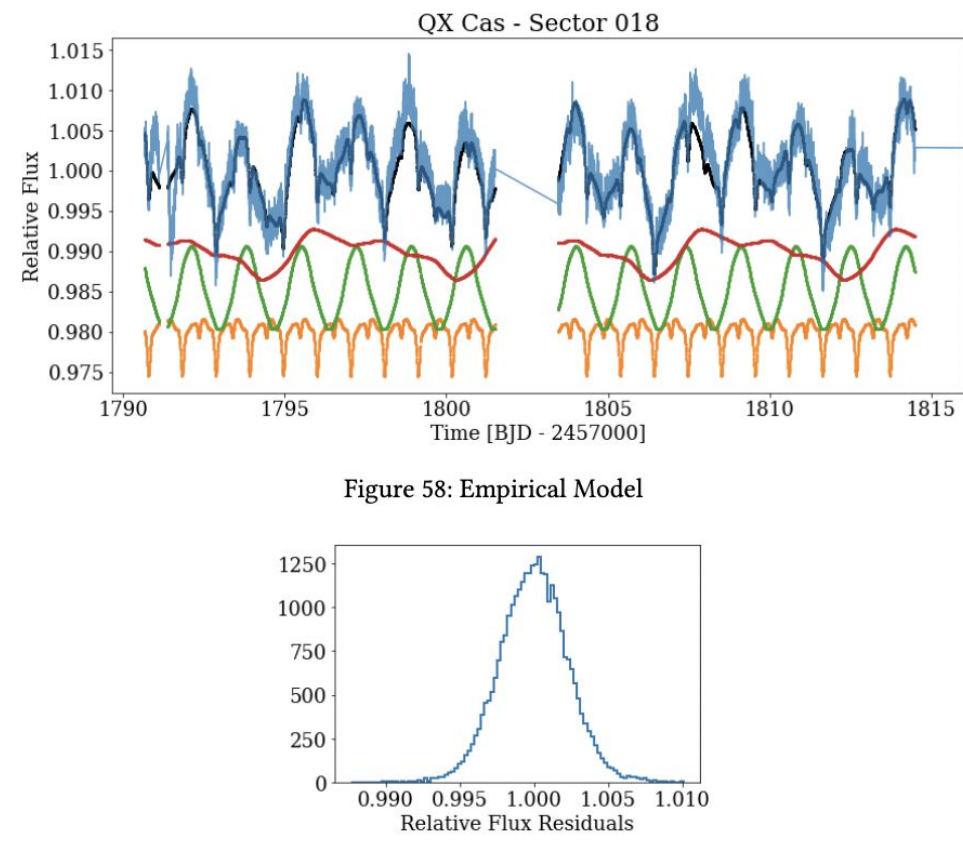 QX Cas - Sector 018
1.015
1.010
1.005
1.000
0.995
0.990
0.985
0.980
0.975
Relative Flux
1790 1795 1800 1805 1810 1815
Time [BJD - 2457000]
Figure 58: Empirical Model
1250
1000
750
500
250
0
0.990 0.995 1.000 1.005 1.010
Relative Flux Residuals